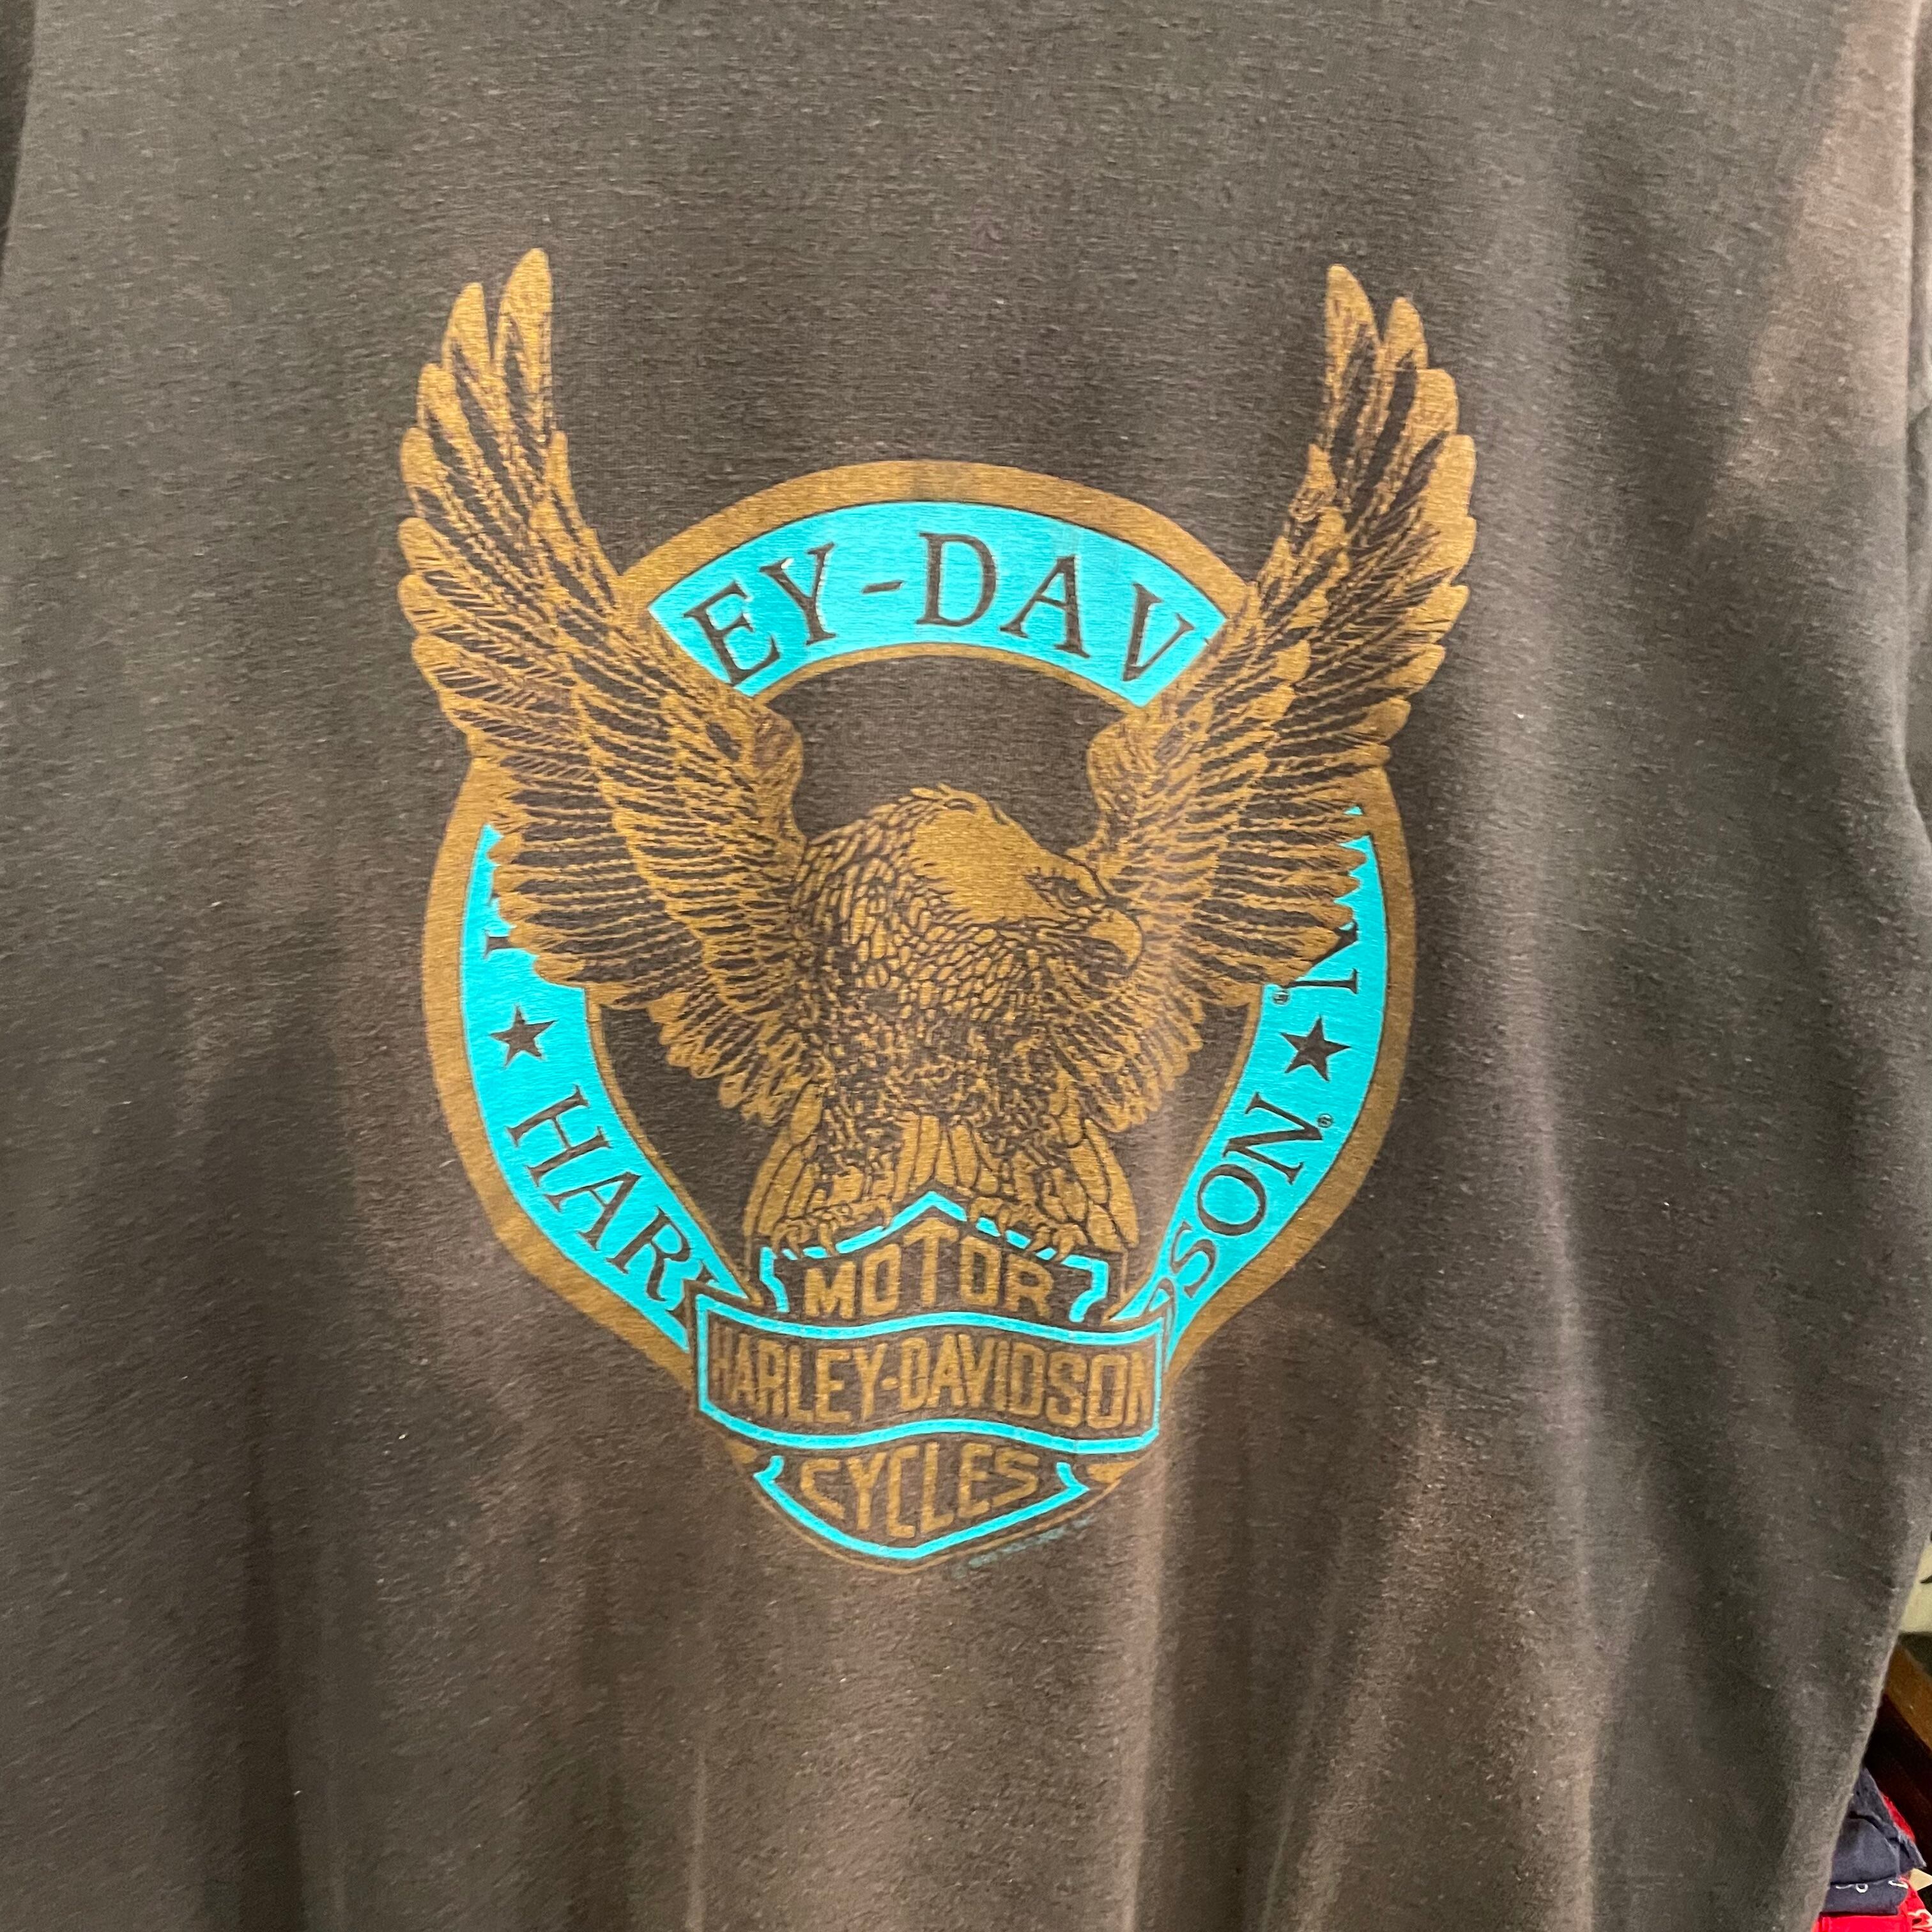 EY-DAV
★ HAR
SON® ★
MOTOR
HARLEY-DAVIDSON
CYCLES